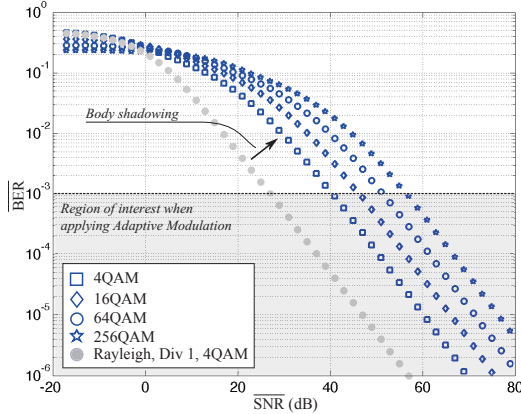 10^0
10^-1
10^-2
10^-3
10^-4
10^-5
10^-6
BER
Body shadowing
Region of interest when
applying Adaptive Modulation
4QAM
16QAM
64QAM
256QAM
Rayleigh, Div 1, 4QAM
0 20 40 60 80
SNR (dB)